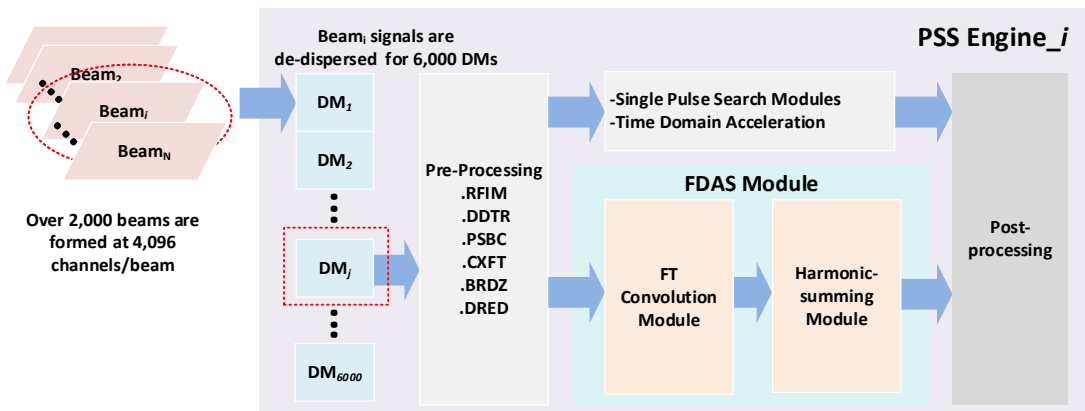 Beam₂
Beamᵢ
Beam_N
Over 2,000 beams are
formed at 4,096
channels/beam
Beamᵢ signals are
de-dispersed for 6,000 DMs
DM₁
DM₂
DMⱼ
DM₆₀₀₀
Pre-Processing
.RFIM
.DDTR
.PSBC
.CXFT
.BRDZ
.DRED
PSS Engine_i
-Single Pulse Search Modules
-Time Domain Acceleration
FDAS Module
FT
Convolution
Module
Harmonic-
summing
Module
Post-
processing